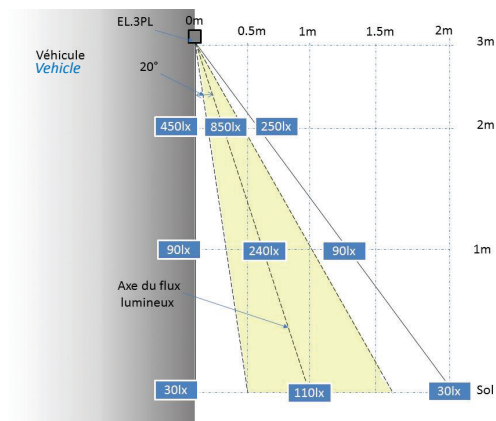 EL.3PL
0m
0.5m
1m
1.5m
2m
3m
Véhicule
Vehicle
20°
450lx
850lx
250lx
2m
90lx
240lx
90lx
1m
Axe du flux
lumineux
30lx
110lx
30lx
Sol